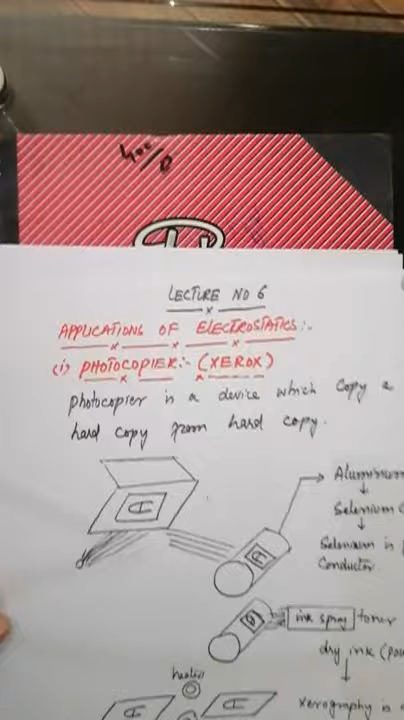 LECTURE NO 6
APPLICATIONS OF ELECTROSTATICS:-
(i) PHOTOCOPIER:- (XEROX)
photocopier is a device which copy a
hard copy from hard copy.
Aluminium
Selenium
Selenium is
Conductor
ink spray toner
dry ink
heater
Xerography is